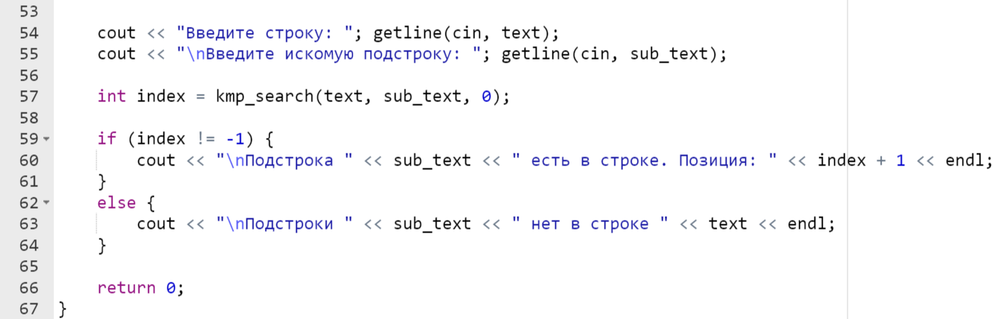 53
54 cout << "Введите строку: "; getline(cin, text);
55 cout << "\nВведите искомую подстроку: "; getline(cin, sub_text);
56
57 int index = kmp_search(text, sub_text, 0);
58
59 if (index != -1) {
60 cout << "\nПодстрока " << sub_text << " есть в строке. Позиция: " << index + 1 << endl;
61 }
62 else {
63 cout << "\nПодстроки " << sub_text << " нет в строке " << text << endl;
64 }
65
66 return 0;
67 }